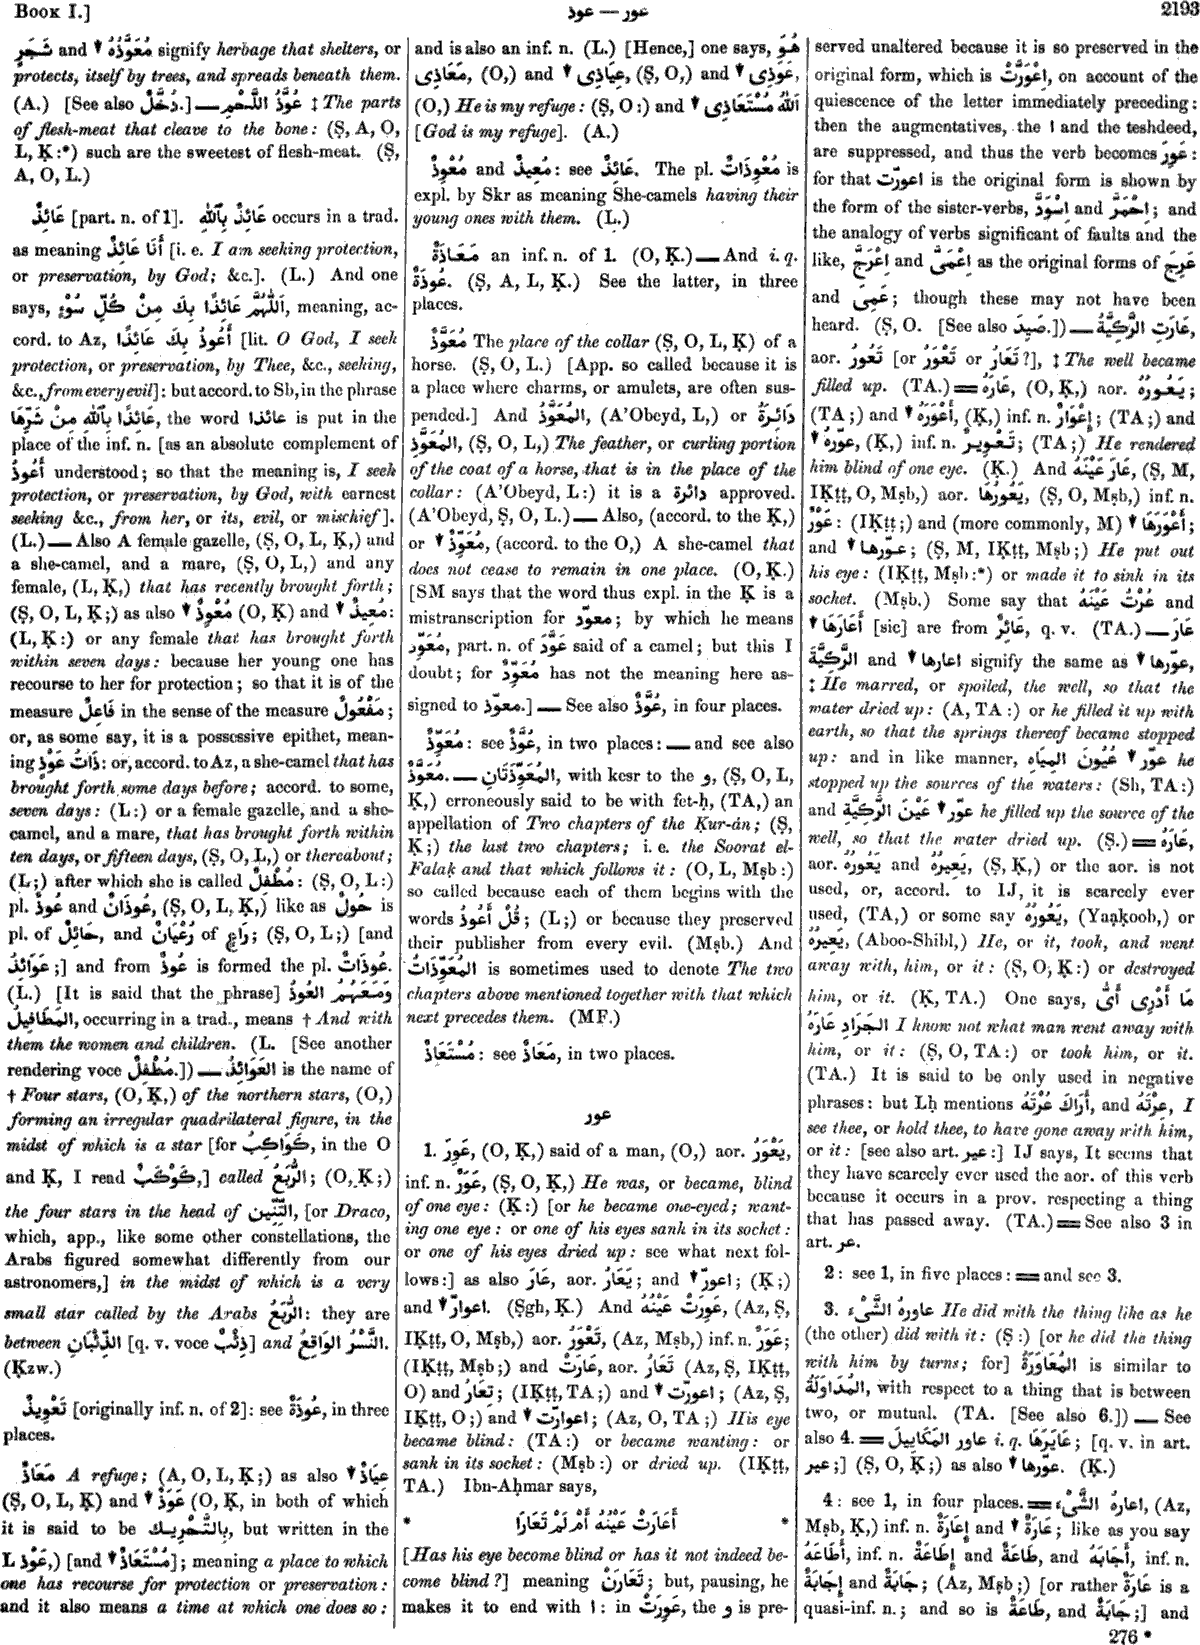 Book I.]
عوذ — عور
2193
شَجَرٍ and ↓ مُعَوَّذُهُ signify herbage that shelters, or
protects, itself by trees, and spreads beneath them.
(A.) [See also دُخَّلٌ.] — عُوَّذُ اللَّحْمِ ‡ The parts
of flesh-meat that cleave to the bone: (Ṣ, A, O,
L, Ḳ:*) such are the sweetest of flesh-meat. (Ṣ,
A, O, L.)
عَائِذٌ [part. n. of 1]. عَائِذٌ بِٱللّٰهِ occurs in a trad.
as meaning أَنَا عَائِذٌ [i. e. I am seeking protection,
or preservation, by God; &c.]. (L.) And one
says, اَللّٰهُمَّ عَائِذًا بِكَ مِنْ كُلِّ سُوْءٍ, meaning, ac-
cord. to Az, أَعُوذُ بِكَ عَائِذًا [lit. O God, I seek
protection, or preservation, by Thee, &c., seeking,
&c., from every evil]: but accord. to Sb, in the phrase
عَائِذًا بِٱللّٰهِ مِنْ شَرِّهَا, the word عائذا is put in the
place of the inf. n. [as an absolute complement of
أَعُوذُ understood; so that the meaning is, I seek
protection, or preservation, by God, with earnest
seeking &c., from her, or its, evil, or mischief].
(L.) — Also A female gazelle, (Ṣ, O, L, Ḳ,) and
a she-camel, and a mare, (Ṣ, O, L,) and any
female, (L, Ḳ,) that has recently brought forth;
(Ṣ, O, L, Ḳ;) as also ↓ مُعْوِذٌ (O, Ḳ) and ↓ مُعِيذٌ:
(L, Ḳ:) or any female that has brought forth
within seven days: because her young one has
recourse to her for protection; so that it is of the
measure فَاعِلٌ in the sense of the measure مَفْعُولٌ;
or, as some say, it is a possessive epithet, mean-
ing ذَاتُ عَوْذٍ: or, accord. to Az, a she-camel that has
brought forth some days before; accord. to some,
seven days: (L:) or a female gazelle, and a she-
camel, and a mare, that has brought forth within
ten days, or fifteen days, (Ṣ, O, L,) or thereabout;
(L;) after which she is called مُطْفِلٌ: (Ṣ, O, L:)
pl. عُوذٌ and عُوذَانٌ, (Ṣ, O, L, Ḳ,) like as حُولٌ is
pl. of حَائِلٌ, and رُعْيَانٌ of رَاعٍ; (Ṣ, O, L;) [and
عَوَائِذُ;] and from عُوذٌ is formed the pl. عُوذَاتٌ.
(L.) [It is said that the phrase] وَمَعَهُمُ العُوذُ
المَطَافِيلُ, occurring in a trad., means † And with
them the women and children. (L. [See another
rendering voce مُطْفِلٌ.]) — العَوَائِذُ is the name of
† Four stars, (O, Ḳ,) of the northern stars, (O,)
forming an irregular quadrilateral figure, in the
midst of which is a star [for كَوَاكِبُ, in the O
and Ḳ, I read كَوْكَبٌ,] called الرُّبَعُ; (O, Ḳ;)
the four stars in the head of التِّنِّين, [or Draco,
which, app., like some other constellations, the
Arabs figured somewhat differently from our
astronomers,] in the midst of which is a very
small star called by the Arabs الرُّبَعُ: they are
between الذِّئْبَانِ [q. v. voce ذِئْبٌ] and النَّسْرُ الوَاقِعُ.
(Ḳzw.)
تَعْوِيذٌ [originally inf. n. of 2]: see عُوذَةٌ, in three
places.
مَعَاذٌ A refuge; (A, O, L, Ḳ;) as also ↓ عِيَاذٌ
(Ṣ, O, L, Ḳ) and ↓ عَوَذٌ (O, Ḳ, in both of which
it is said to be بِالتَّحْرِيكِ, but written in the
L عَوْذ,) [and ↓ مُسْتَعَاذٌ]; meaning a place to which
one has recourse for protection or preservation:
and it also means a time at which one does so:
and is also an inf. n. (L.) [Hence,] one says, هُوَ
مَعَاذِى, (O,) and ↓ عِيَاذِى, (Ṣ, O,) and ↓ عَوَذِى,
(O,) He is my refuge: (Ṣ, O:) and ↓ اَللّٰهُ مُسْتَعَاذِى
[God is my refuge]. (A.)
مُعْوِذٌ and مُعِيذٌ: see عَائِذٌ. The pl. مُعْوِذَاتٌ is
expl. by Skr as meaning She-camels having their
young ones with them. (L.)
مَعَاذَةٌ an inf. n. of 1. (O, Ḳ.) — And i. q.
عُوذَةٌ. (Ṣ, A, L, Ḳ.) See the latter, in three
places.
مُعَوَّذٌ The place of the collar (Ṣ, O, L, Ḳ) of a
horse. (Ṣ, O, L.) [App. so called because it is
a place where charms, or amulets, are often sus-
pended.] And المُعَوَّذُ, (A'Obeyd, L,) or دَائِرَةُ
المُعَوَّذِ, (Ṣ, O, L,) The feather, or curling portion
of the coat of a horse, that is in the place of the
collar: (A'Obeyd, L:) it is a دائرة approved.
(A'Obeyd, Ṣ, O, L.) — Also, (accord. to the Ḳ,)
or ↓ مُعَوِّذٌ, (accord. to the O,) A she-camel that
does not cease to remain in one place. (O, Ḳ.)
[SM says that the word thus expl. in the Ḳ is a
mistranscription for معوّد; by which he means
مُعَوِّد, part. n. of عَوَّدَ said of a camel; but this I
doubt; for مُعَوِّدٌ has not the meaning here as-
signed to معوّذ.] — See also عُوَّذٌ, in four places.
مُعَوِّذٌ: see عُوَّذٌ, in two places: — and see also
مُعَوَّذٌ. — المُعَوِّذَتَانِ, with kesr to the و, (Ṣ, O, L,
Ḳ,) erroneously said to be with fet-ḥ, (TA,) an
appellation of Two chapters of the Ḳur-án; (Ṣ,
Ḳ;) the last two chapters; i. e. the Soorat el-
Falaḳ and that which follows it: (O, L, Mṣb:)
so called because each of them begins with the
words قُلْ أَعُوذُ; (L;) or because they preserved
their publisher from every evil. (Mṣb.) And
المُعَوِّذَاتُ is sometimes used to denote The two
chapters above mentioned together with that which
next precedes them. (MF.)
مُسْتَعَاذٌ: see مَعَاذٌ, in two places.
عور
1. عَوِرَ, (O, Ḳ,) said of a man, (O,) aor. يَعْوَرُ,
inf. n. عَوَرٌ, (Ṣ, O, Ḳ,) He was, or became, blind
of one eye: (Ḳ:) [or he became one-eyed; want-
ing one eye: or one of his eyes sank in its socket:
or one of his eyes dried up: see what next fol-
lows:] as also عَارَ, aor. يَعَارُ; and ↓ اعورّ; (Ḳ;)
and ↓ اعوارّ. (Ṣgh, Ḳ.) And عَوِرَتْ عَيْنُهُ, (Az, Ṣ,
IḲṭṭ, O, Mṣb,) aor. تَعْوَرُ, (Az, Mṣb,) inf. n. عَوَرٌ;
(IḲṭṭ, Mṣb;) and عَارَتْ, aor. تَعَارُ (Az, Ṣ, IḲṭṭ,
O) and تِعَارُ; (IḲṭṭ, TA;) and ↓ اعورّت; (Az, Ṣ,
IḲṭṭ, O;) and ↓ اعوارّت; (Az, O, TA;) His eye
became blind: (TA:) or became wanting: or
sank in its socket: (Mṣb:) or dried up. (IḲṭṭ,
TA.) Ibn-Aḥmar says,
* أَعَارَتْ عَيْنُهُ أَمْ لَمْ تَعَارَا *
[Has his eye become blind or has it not indeed be-
come blind?] meaning تَعَارَنْ; but, pausing, he
makes it to end with ا: in عَوِرَتْ, the و is pre-
served unaltered because it is so preserved in the
original form, which is اِعْوَرَّتْ, on account of the
quiescence of the letter immediately preceding:
then the augmentatives, the ا and the teshdeed,
are suppressed, and thus the verb becomes عَوِرَ:
for that اعورّت is the original form is shown by
the form of the sister-verbs, اِسْوَدَّ and اِحْمَرَّ; and
the analogy of verbs significant of faults and the
like, اِعْرَجَّ and اِعْمَىَّ as the original forms of عَرِجَ
and عَمِىَ; though these may not have been
heard. (Ṣ, O. [See also صَيِدَ.]) — عَارَتِ الرَّكِيَّةُ,
aor. تَعُورُ [or تَعْوَرُ or تَعَارُ?], ‡ The well became
filled up. (TA.) = عَارَهُ, (O, Ḳ,) aor. يَعُورُهُ;
(TA;) and ↓ أَعْوَرَهُ, (Ḳ,) inf. n. إِعْوَارٌ; (TA;) and
↓ عوّرهُ, (Ḳ,) inf. n. تَعْوِيرٌ; (TA;) He rendered
him blind of one eye. (Ḳ.) And عَارَ عَيْنَهُ, (Ṣ, M,
IḲṭṭ, O, Mṣb,) aor. يَعُورُهَا, (Ṣ, O, Mṣb,) inf. n.
عَوْرٌ: (IḲṭṭ;) and (more commonly, M) ↓ أَعْوَرَهَا;
and ↓ عوّرها; (Ṣ, M, IḲṭṭ, Mṣb;) He put out
his eye: (IḲṭṭ, Mṣb:*) or made it to sink in its
socket. (Mṣb.) Some say that عُرْتُ عَيْنَهُ and
↓ أَعَارَهَا [sic] are from عَائِرٌ, q. v. (TA.) — عَارَ
الرَّكِيَّةَ and ↓ اعارها signify the same as ↓ عوّرها,
‡ He marred, or spoiled, the well, so that the
water dried up: (A, TA:) or he filled it up with
earth, so that the springs thereof became stopped
up: and in like manner, ↓ عوّر عُيُونَ المِيَاهِ he
stopped up the sources of the waters: (Sh, TA:)
and ↓ عوّر عَيْنَ الرَّكِيَّةِ he filled up the source of the
well, so that the water dried up. (Ṣ.) = عَارَهُ,
aor. يَعُورُهُ and يَعِيرُهُ, (Ṣ, Ḳ,) or the aor. is not
used, or, accord. to IJ, it is scarcely ever
used, (TA,) or some say يَعُورُهُ, (Yaạḳoob,) or
يَعِيرُهُ, (Aboo-Shibl,) He, or it, took, and went
away with, him, or it: (Ṣ, O, Ḳ:) or destroyed
him, or it. (Ḳ, TA.) One says, مَا أَدْرِى أَىُّ
الجَرَادِ عَارَهُ I know not what man went away with
him, or it: (Ṣ, O, TA:) or took him, or it.
(TA.) It is said to be only used in negative
phrases: but Lḥ mentions أَرَاكَ عُرْتَهُ, and عِرْتَهُ, I
see thee, or hold thee, to have gone away with him,
or it: [see also art. عير:] IJ says, It seems that
they have scarcely ever used the aor. of this verb
because it occurs in a prov. respecting a thing
that has passed away. (TA.) = See also 3 in
art. عر.
2: see 1, in five places: = and see 3.
3. عاورهُ الشَّىْءَ He did with the thing like as he
(the other) did with it: (Ṣ:) [or he did the thing
with him by turns; for] المُعَاوَرَةُ is similar to
المُدَاوَلَةُ, with respect to a thing that is between
two, or mutual. (TA. [See also 6.]) — See
also 4. = عاور المَكَايِيلَ i. q. عَايَرَهَا; [q. v. in art.
عير;] (Ṣ, O, Ḳ;) as also ↓ عوّرها. (Ḳ.)
4: see 1, in four places. = اعارهُ الشَّىْءَ, (Az,
Mṣb, Ḳ,) inf. n. إِعَارَةٌ and ↓ عَارَةٌ; like as you say
أَطَاعَهُ, inf. n. إِطَاعَةٌ and طَاعَةٌ, and أَجَابَهُ, inf. n.
إِجَابَةٌ and جَابَةٌ; (Az, Mṣb;) [or rather عَارَةٌ is a
quasi-inf. n.; and so is طَاعَةٌ, and جَابَةٌ;] and
276 *